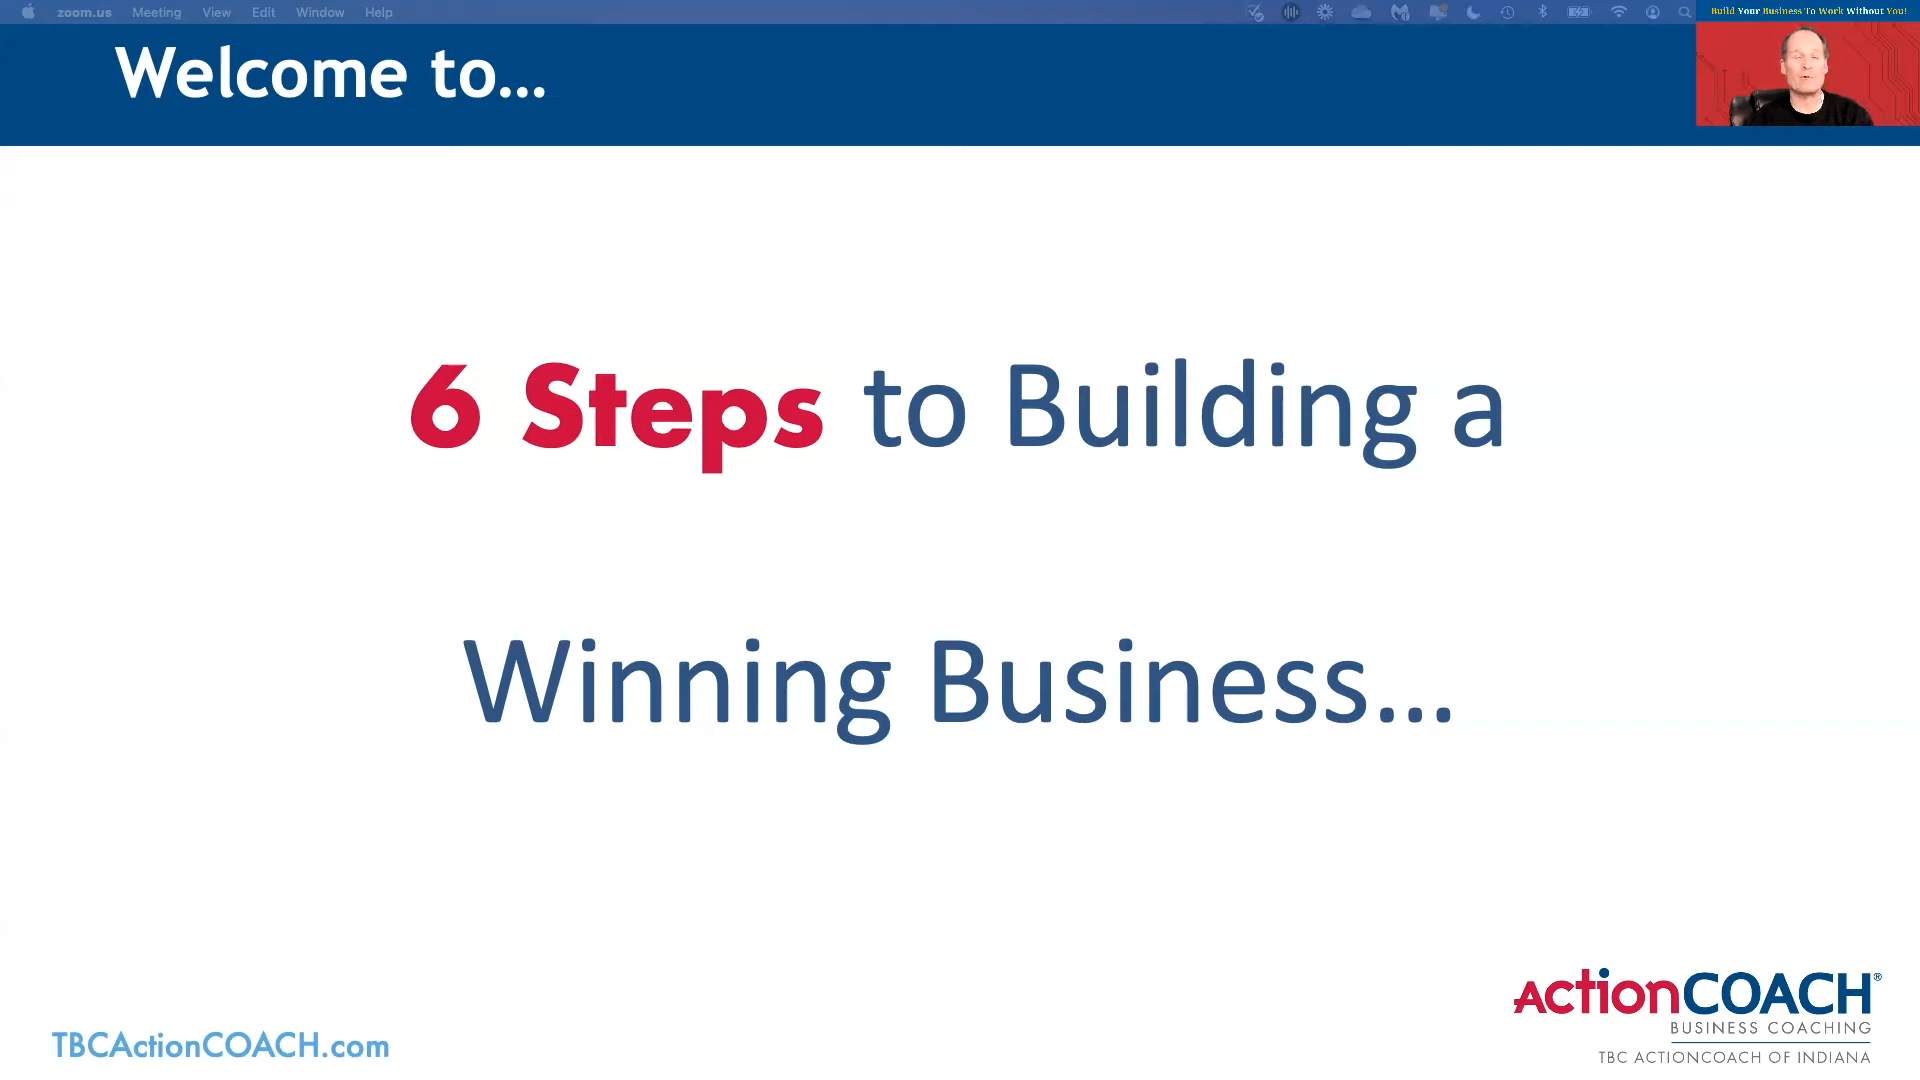 zoom.us Meeting View Edit Window Help
Build Your Business To Work Without You!
Welcome to...
6 Steps to Building a
Winning Business...
TBCActionCOACH.com
ActionCOACH®
BUSINESS COACHING
TBC ACTIONCOACH OF INDIANA